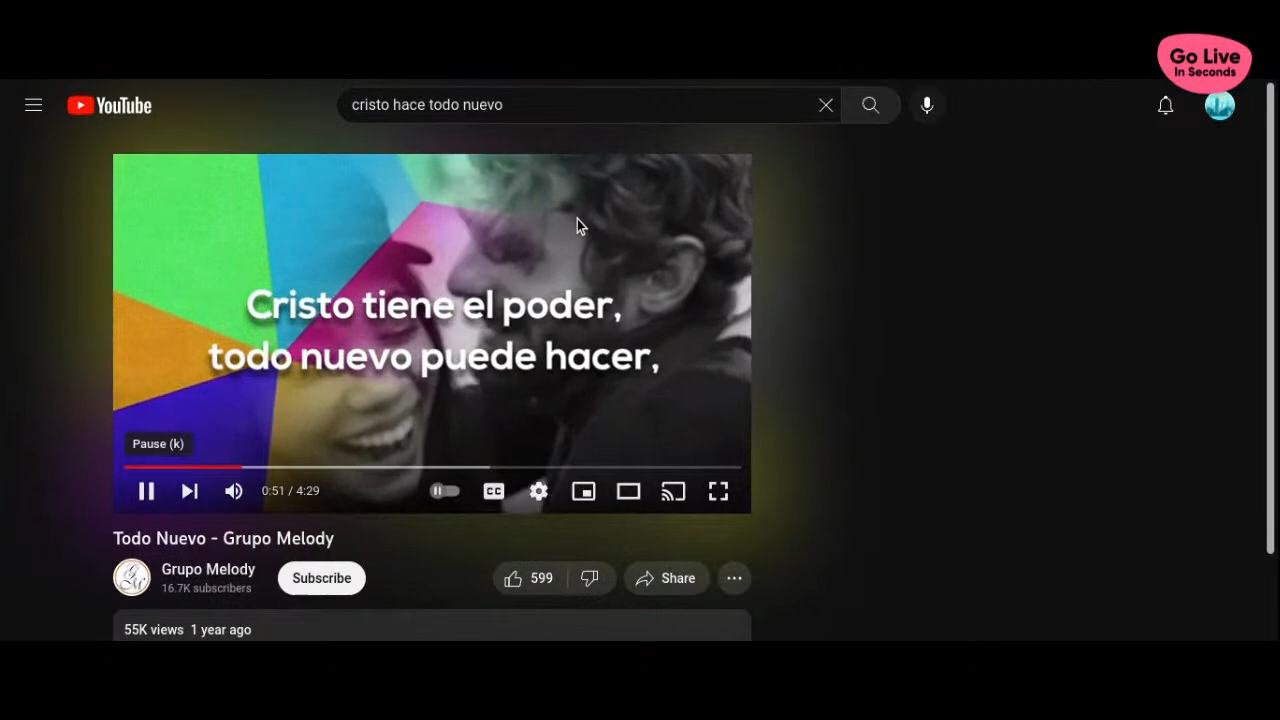 Go Live
In Seconds
YouTube
cristo hace todo nuevo
Cristo tiene el poder,
todo nuevo puede hacer,
Pause (k)
0:51 / 4:29
CC
Todo Nuevo - Grupo Melody
Grupo Melody
16.7K subscribers
Subscribe
599
Share
55K views 1 year ago